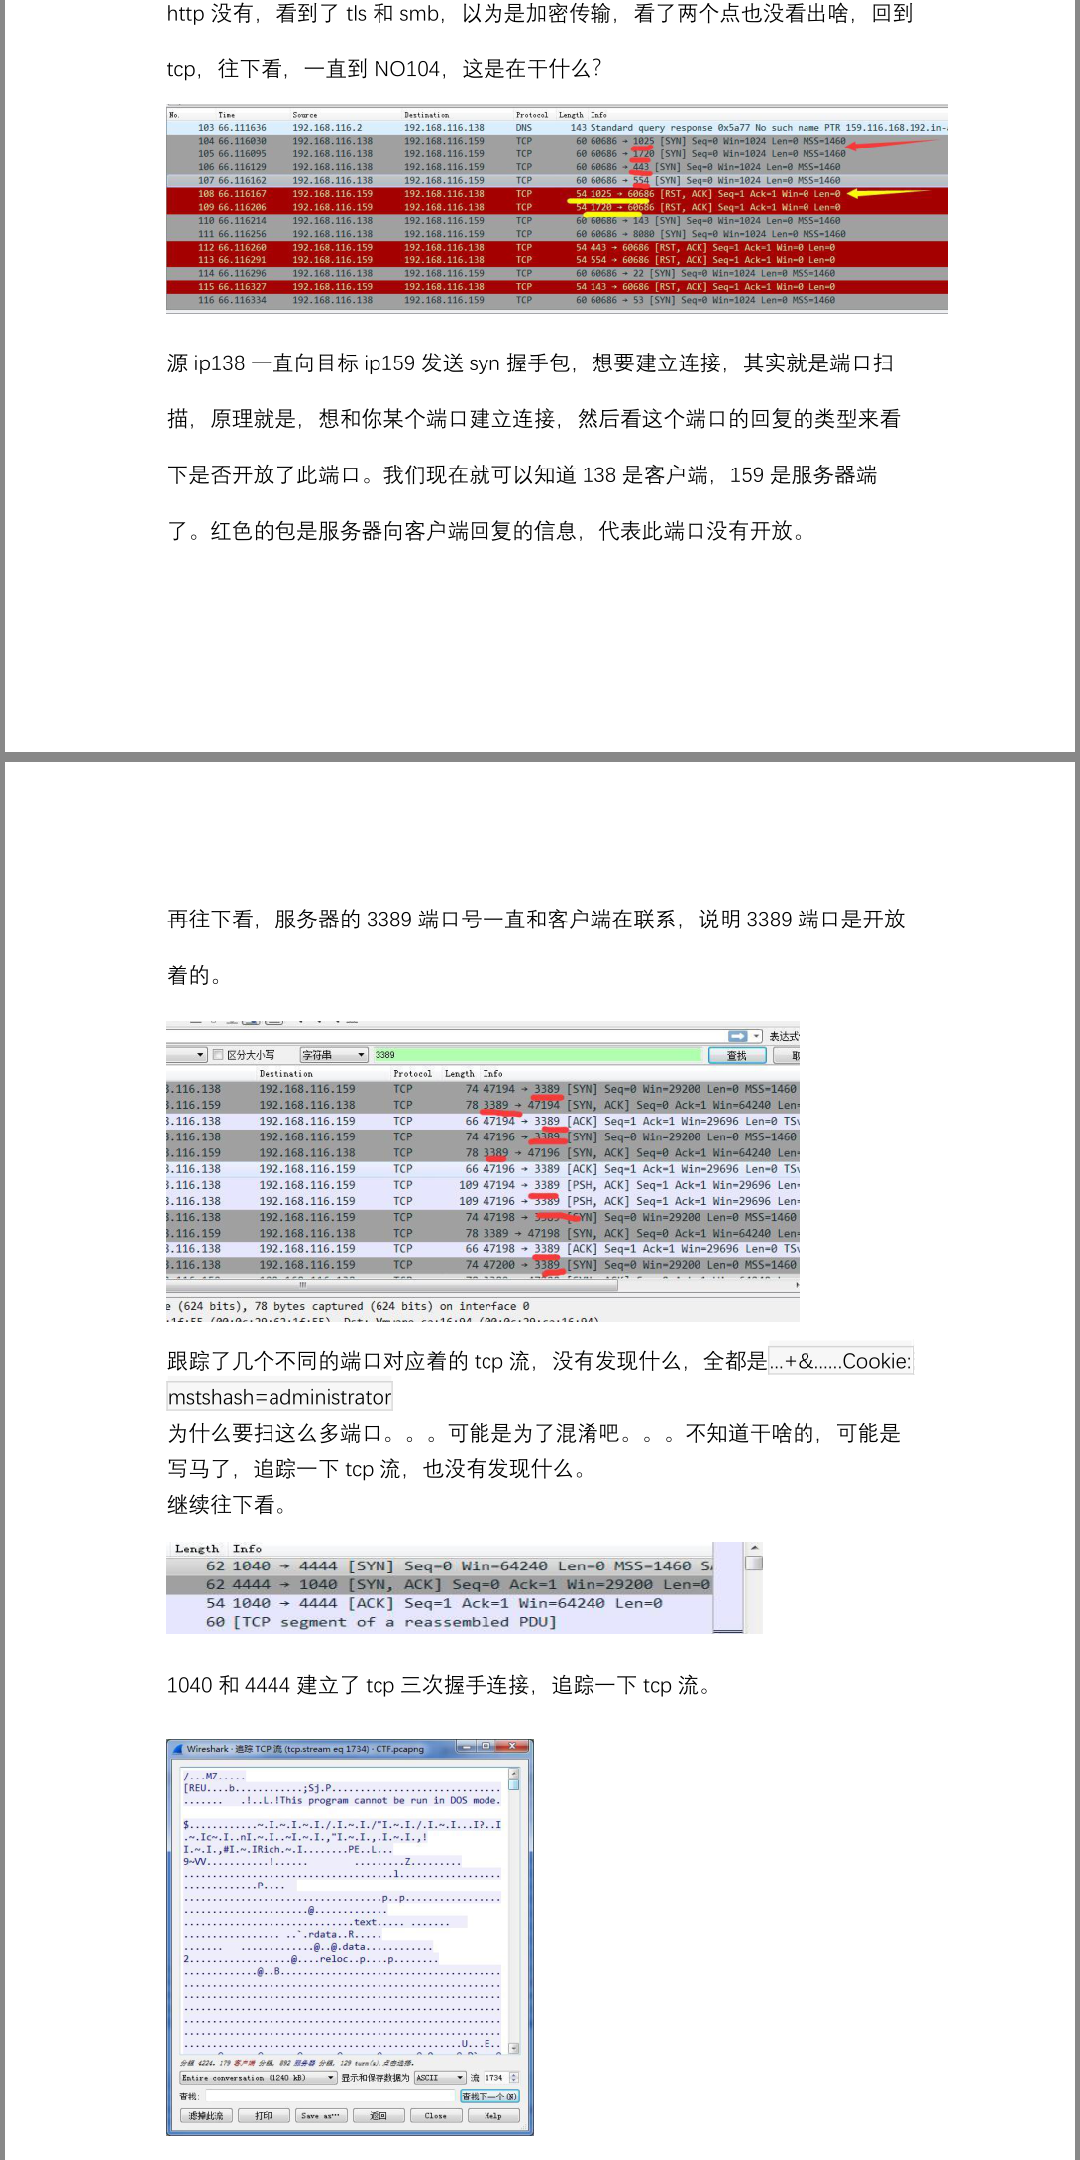 http 没有，看到了 tls 和 smb，以为是加密传输，看了两个点也没看出啥，回到
tcp，往下看，一直到 NO104，这是在干什么？
No. Time Source Destination Protocol Length Info
103 66.111636 192.168.116.2 192.168.116.138 DNS 143 Standard query response 0x5a77 No such name PTR 159.116.168.192.in-
104 66.116030 192.168.116.138 192.168.116.159 TCP 60 60686 → 1025 [SYN] Seq=0 Win=1024 Len=0 MSS=1460
105 66.116095 192.168.116.138 192.168.116.159 TCP 60 60686 → 1720 [SYN] Seq=0 Win=1024 Len=0 MSS=1460
106 66.116129 192.168.116.138 192.168.116.159 TCP 60 60686 → 443 [SYN] Seq=0 Win=1024 Len=0 MSS=1460
107 66.116162 192.168.116.138 192.168.116.159 TCP 60 60686 → 554 [SYN] Seq=0 Win=1024 Len=0 MSS=1460
108 66.116167 192.168.116.159 192.168.116.138 TCP 54 1025 → 60686 [RST, ACK] Seq=1 Ack=1 Win=0 Len=0
109 66.116206 192.168.116.159 192.168.116.138 TCP 54 1720 → 60686 [RST, ACK] Seq=1 Ack=1 Win=0 Len=0
110 66.116214 192.168.116.138 192.168.116.159 TCP 60 60686 → 143 [SYN] Seq=0 Win=1024 Len=0 MSS=1460
111 66.116256 192.168.116.138 192.168.116.159 TCP 60 60686 → 8080 [SYN] Seq=0 Win=1024 Len=0 MSS=1460
112 66.116260 192.168.116.159 192.168.116.138 TCP 54 443 → 60686 [RST, ACK] Seq=1 Ack=1 Win=0 Len=0
113 66.116291 192.168.116.159 192.168.116.138 TCP 54 554 → 60686 [RST, ACK] Seq=1 Ack=1 Win=0 Len=0
114 66.116296 192.168.116.138 192.168.116.159 TCP 60 60686 → 22 [SYN] Seq=0 Win=1024 Len=0 MSS=1460
115 66.116327 192.168.116.159 192.168.116.138 TCP 54 143 → 60686 [RST, ACK] Seq=1 Ack=1 Win=0 Len=0
116 66.116334 192.168.116.138 192.168.116.159 TCP 60 60686 → 53 [SYN] Seq=0 Win=1024 Len=0 MSS=1460
源 ip138 一直向目标 ip159 发送 syn 握手包，想要建立连接，其实就是端口扫
描，原理就是，想和你某个端口建立连接，然后看这个端口的回复的类型来看
下是否开放了此端口。我们现在就可以知道 138 是客户端，159 是服务器端
了。红色的包是服务器向客户端回复的信息，代表此端口没有开放。
再往下看，服务器的 3389 端口号一直和客户端在联系，说明 3389 端口是开放
着的。
表达式
区分大小写 字符串 3389 查找 取
Destination Protocol Length Info
.116.138 192.168.116.159 TCP 74 47194 → 3389 [SYN] Seq=0 Win=29200 Len=0 MSS=1460
.116.159 192.168.116.138 TCP 78 3389 → 47194 [SYN, ACK] Seq=0 Ack=1 Win=64240 Len=
.116.138 192.168.116.159 TCP 66 47194 → 3389 [ACK] Seq=1 Ack=1 Win=29696 Len=0 TSv
.116.138 192.168.116.159 TCP 74 47196 → 3389 [SYN] Seq=0 Win=29200 Len=0 MSS=1460
.116.159 192.168.116.138 TCP 78 3389 → 47196 [SYN, ACK] Seq=0 Ack=1 Win=64240 Len=
.116.138 192.168.116.159 TCP 66 47196 → 3389 [ACK] Seq=1 Ack=1 Win=29696 Len=0 TSv
.116.138 192.168.116.159 TCP 109 47194 → 3389 [PSH, ACK] Seq=1 Ack=1 Win=29696 Len=
.116.138 192.168.116.159 TCP 109 47196 → 3389 [PSH, ACK] Seq=1 Ack=1 Win=29696 Len=
.116.138 192.168.116.159 TCP 74 47198 → 3389 [SYN] Seq=0 Win=29200 Len=0 MSS=1460
.116.159 192.168.116.138 TCP 78 3389 → 47198 [SYN, ACK] Seq=0 Ack=1 Win=64240 Len=
.116.138 192.168.116.159 TCP 66 47198 → 3389 [ACK] Seq=1 Ack=1 Win=29696 Len=0 TSv
.116.138 192.168.116.159 TCP 74 47200 → 3389 [SYN] Seq=0 Win=29200 Len=0 MSS=1460
e (624 bits), 78 bytes captured (624 bits) on interface 0
跟踪了几个不同的端口对应着的 tcp 流，没有发现什么，全都是...+&......Cookie:
mstshash=administrator
为什么要扫这么多端口。。。可能是为了混淆吧。。。不知道干啥的，可能是
写马了，追踪一下 tcp 流，也没有发现什么。
继续往下看。
Length Info
62 1040 → 4444 [SYN] Seq=0 Win=64240 Len=0 MSS=1460 SA
62 4444 → 1040 [SYN, ACK] Seq=0 Ack=1 Win=29200 Len=0
54 1040 → 4444 [ACK] Seq=1 Ack=1 Win=64240 Len=0
60 [TCP segment of a reassembled PDU]
1040 和 4444 建立了 tcp 三次握手连接，追踪一下 tcp 流。
Wireshark · 追踪 TCP 流 (tcp.stream eq 1734) · CTF.pcapng
/...MZ.....
[REU....b............;Sj.P..............................
....... .!..L.!This program cannot be run in DOS mode.
.text..... .......
..`.rdata..R.....
.......@..@.data............
2..................@....reloc..p....p........
分组 4224. 179 客户端 分组, 892 服务器 分组, 129 turn(s). 点击选择.
Entire conversation (1240 kB) 显示和保存数据为 ASCII 流 1734
查找: 查找下一个(N)
滤掉此流 打印 Save as… 返回 Close Help